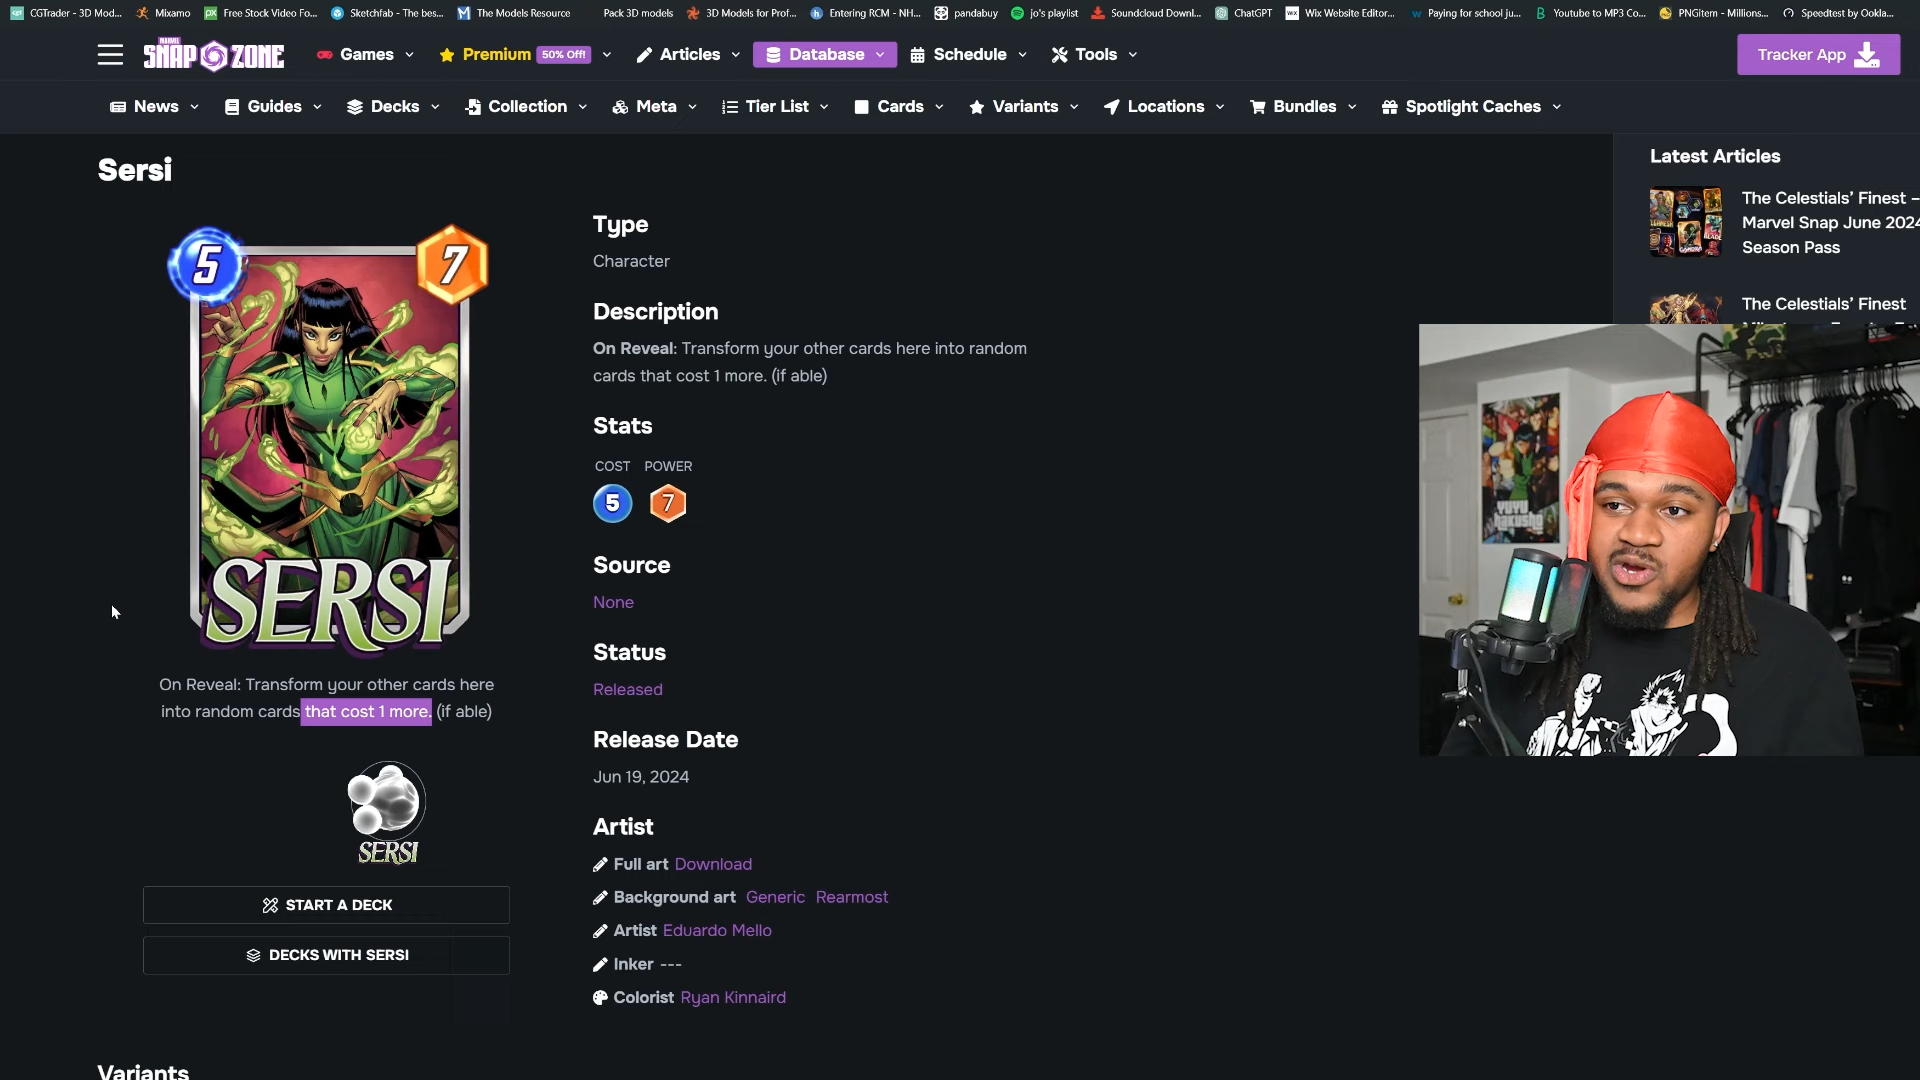 CGTrader - 3D Mod...
Mixamo
Free Stock Video Fo...
Sketchfab - The bes...
The Models Resource
Pack 3D models
3D Models for Prof...
Entering RCM - NH...
pandabuy
jo's playlist
Soundcloud Downl...
ChatGPT
Wix Website Editor...
Paying for school ju...
Youtube to MP3 Co...
PNGitem - Millions...
Speedtest by Ookla...
MARVEL SNAP ZONE
Games
Premium 50% Off!
Articles
Database
Schedule
Tools
Tracker App
News
Guides
Decks
Collection
Meta
Tier List
Cards
Variants
Locations
Bundles
Spotlight Caches
Sersi
5
7
SERSI
On Reveal: Transform your other cards here
into random cards that cost 1 more. (if able)
SERSI
START A DECK
DECKS WITH SERSI
Type
Character
Description
On Reveal: Transform your other cards here into random
cards that cost 1 more. (if able)
Stats
COST POWER
5 7
Source
None
Status
Released
Release Date
Jun 19, 2024
Artist
Full art Download
Background art Generic Rearmost
Artist Eduardo Mello
Inker ---
Colorist Ryan Kinnaird
Latest Articles
The Celestials’ Finest –
Marvel Snap June 2024
Season Pass
The Celestials’ Finest
YUYU
HAKUSHO
Variants